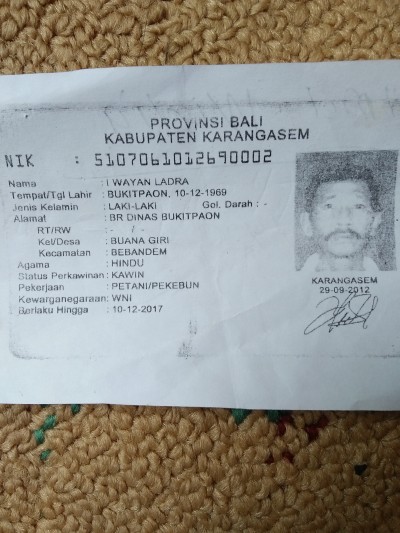 PROVINSI BALI
KABUPATEN KARANGASEM
NIK : 5107061012690002
Nama : I WAYAN LADRA
Tempat/Tgl Lahir : BUKITPAON, 10-12-1969
Jenis Kelamin : LAKI-LAKI Gol. Darah : -
Alamat : BR DINAS BUKITPAON
RT/RW : - / -
Kel/Desa : BUANA GIRI
Kecamatan : BEBANDEM
Agama : HINDU
Status Perkawinan : KAWIN
Pekerjaan : PETANI/PEKEBUN
Kewarganegaraan : WNI
Berlaku Hingga : 10-12-2017
KARANGASEM
29-09-2012